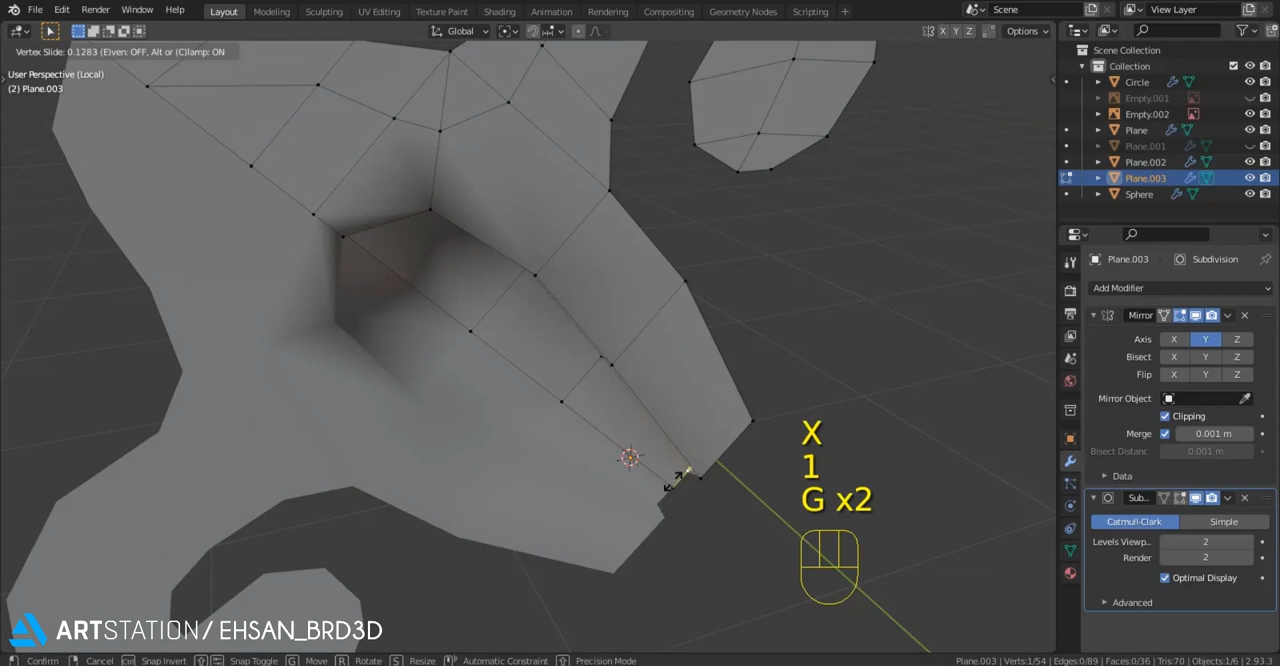 File Edit Render Window Help Layout Modeling Sculpting UV Editing Texture Paint Shading Animation Rendering Compositing Geometry Nodes Scripting + Scene View Layer
Global Options X Y Z
Vertex Slide: 0.1283 (E)ven: OFF, Alt or (C)lamp: ON
User Perspective (Local)
(2) Plane.003
Scene Collection
Collection
Circle
Empty.001
Empty.002
Plane
Plane.001
Plane.002
Plane.003
Sphere
Plane.003 Subdivision
Add Modifier
Mirror
Axis X Y Z
Bisect X Y Z
Flip X Y Z
Mirror Object
Clipping
Merge 0.001 m
Bisect Distanc 0.001 m
Data
Sub...
Catmull-Clark Simple
Levels Viewp... 2
Render 2
Optimal Display
Advanced
X
1
G x2
ARTSTATION/EHSAN_BRD3D
Confirm Cancel Ctrl Snap Invert Snap Toggle G Move R Rotate S Resize Automatic Constraint Precision Mode Plane.003 | Verts:1/54 | Edges:0/89 | Faces:0/36 | Tris:70 | Objects:1/6 | 2.93.3